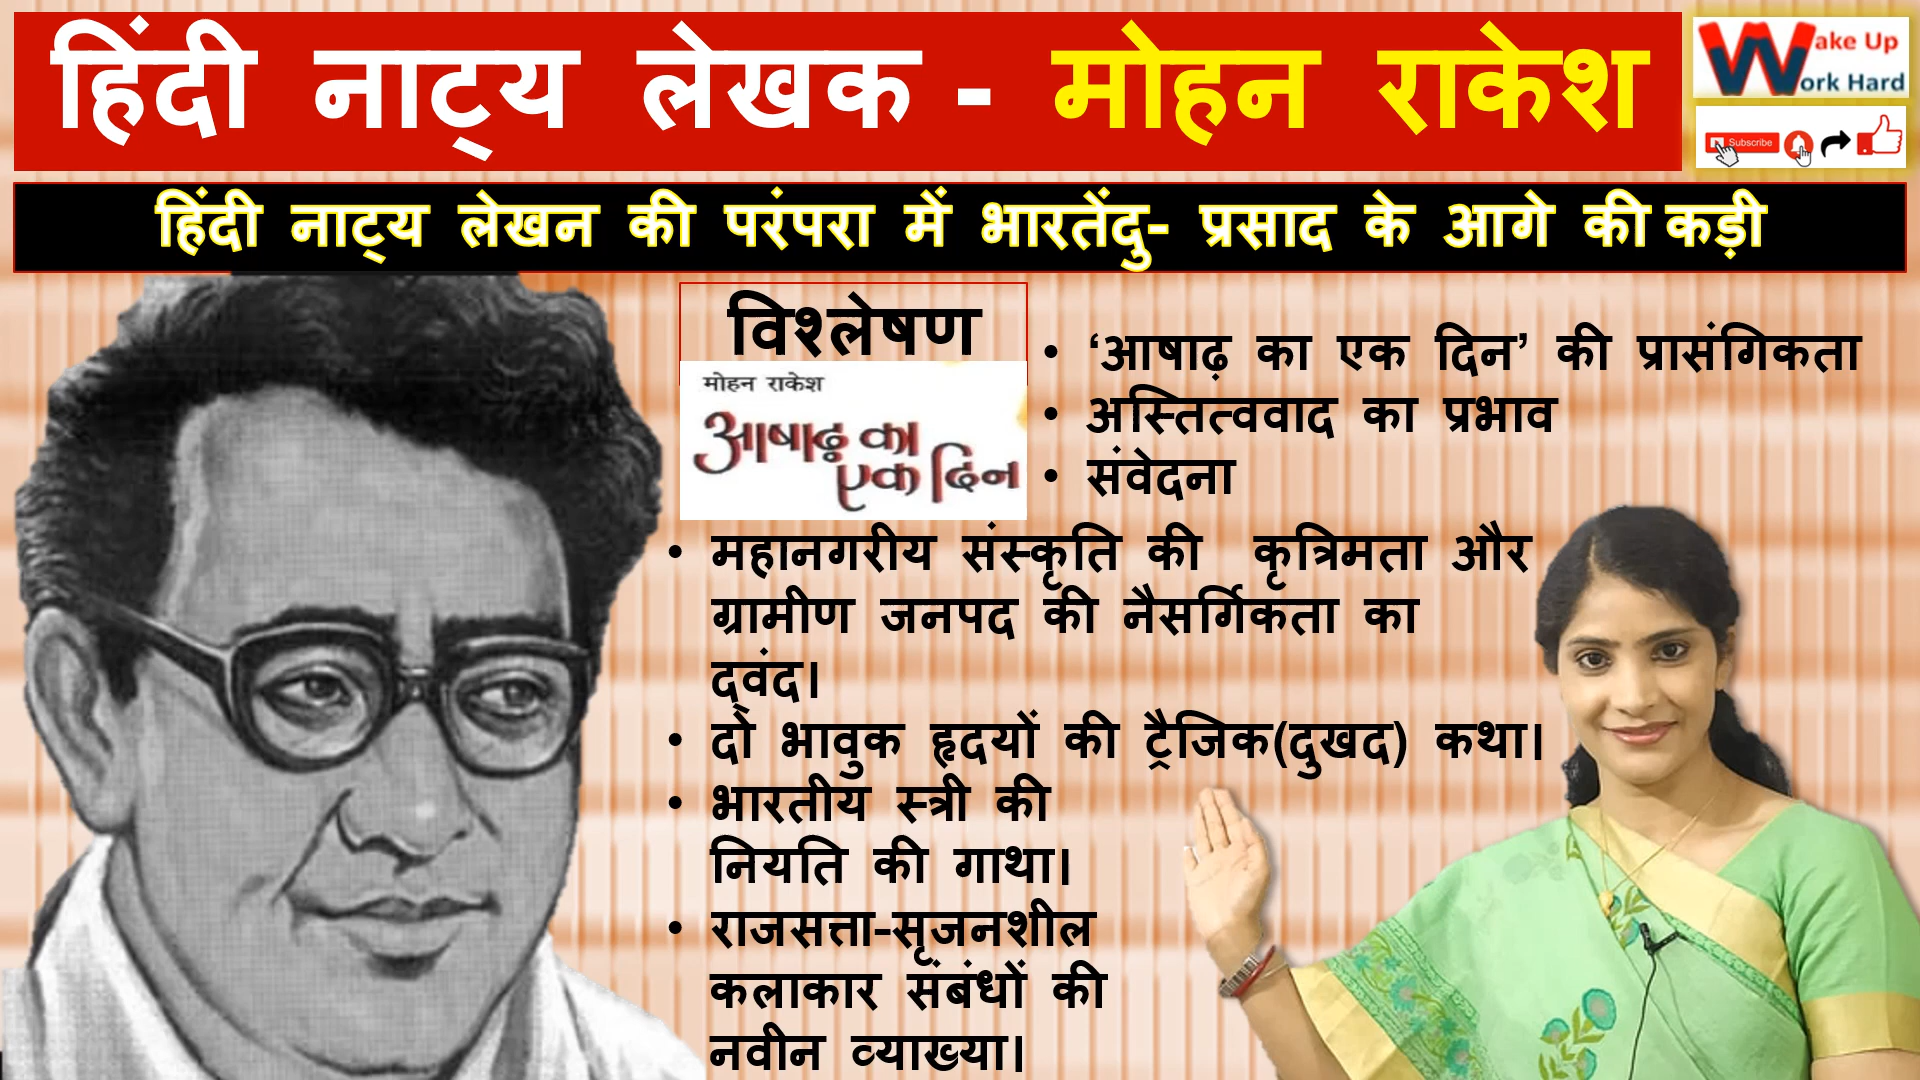 हिंदी नाट्य लेखक - मोहन राकेश
Wake Up
Work Hard
Subscribe
हिंदी नाट्य लेखन की परंपरा में भारतेंदु- प्रसाद के आगे की कड़ी
विश्लेषण
मोहन राकेश
आषाढ़ का
एक दिन
• ‘आषाढ़ का एक दिन’ की प्रासंगिकता
• अस्तित्ववाद का प्रभाव
• संवेदना
• महानगरीय संस्कृति की कृत्रिमता और
ग्रामीण जनपद की नैसर्गिकता का
द्वंद।
• दो भावुक हृदयों की ट्रैजिक(दुखद) कथा।
• भारतीय स्त्री की
नियति की गाथा।
• राजसत्ता-सृजनशील
कलाकार संबंधों की
नवीन व्याख्या।